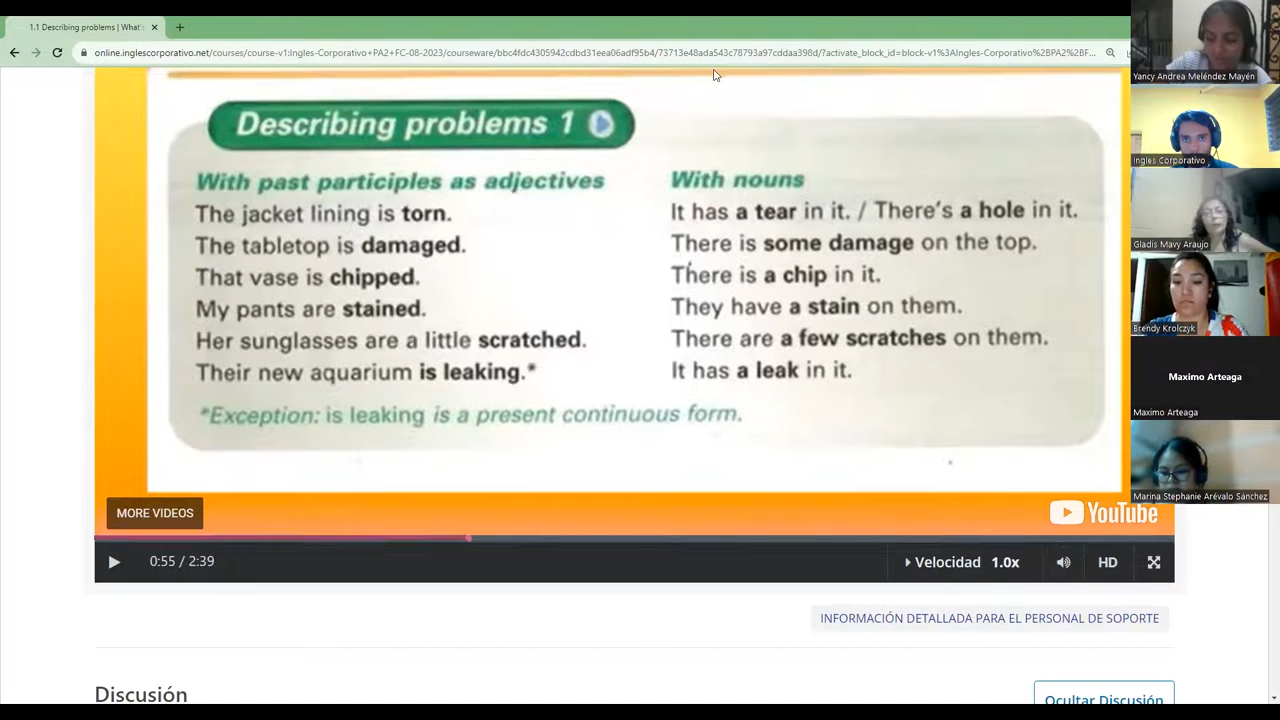 1.1 Describing problems | What's
online.inglescorporativo.net/courses/course-v1:Ingles-Corporativo+PA2+FC-08-2023/courseware/bbc4fdc4305942cdbd31eea06adf95b4/73713e48ada543c78793a97cddaa398d/?activate_block_id=block-v1%3AIngles-Corporativo%2BPA2%2BF...
Describing problems 1
With past participles as adjectives
The jacket lining is torn.
The tabletop is damaged.
That vase is chipped.
My pants are stained.
Her sunglasses are a little scratched.
Their new aquarium is leaking.*
With nouns
It has a tear in it. / There's a hole in it.
There is some damage on the top.
There is a chip in it.
They have a stain on them.
There are a few scratches on them.
It has a leak in it.
*Exception: is leaking is a present continuous form.
MORE VIDEOS
YouTube
0:55 / 2:39
Velocidad 1.0x
HD
INFORMACIÓN DETALLADA PARA EL PERSONAL DE SOPORTE
Discusión
Ocultar Discusión
Yancy Andrea Meléndez Mayén
Ingles Corporativo
Gladis Mavy Araujo
Brendy Krolczyk
Maximo Arteaga
Maximo Arteaga
Marina Stephanie Arévalo Sánchez